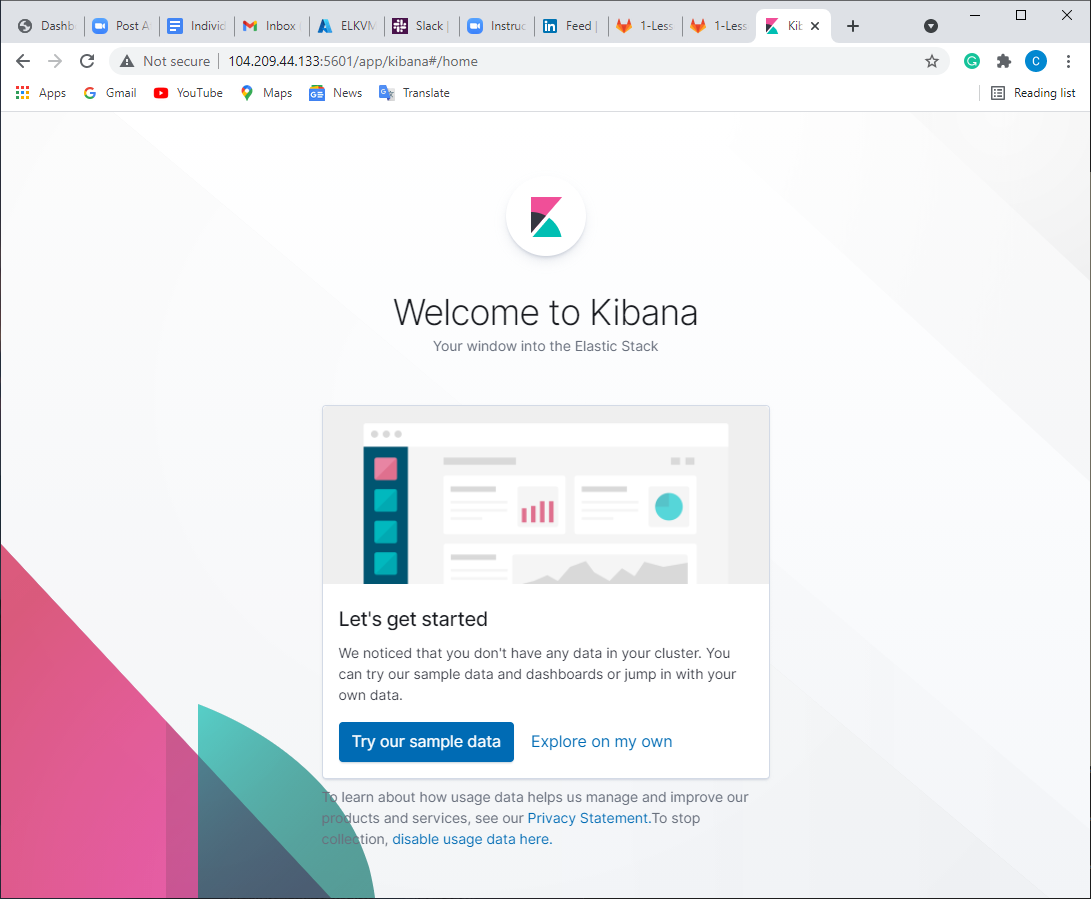 Dashb Post A Individ Inbox ELKVM Slack Instruc Feed 1-Less 1-Less Kib
Not secure 104.209.44.133:5601/app/kibana#/home C
Apps Gmail YouTube Maps News Translate Reading list
Welcome to Kibana
Your window into the Elastic Stack
Let's get started
We noticed that you don't have any data in your cluster. You
can try our sample data and dashboards or jump in with your
own data.
Try our sample data Explore on my own
To learn about how usage data helps us manage and improve our
products and services, see our Privacy Statement.To stop
collection, disable usage data here.